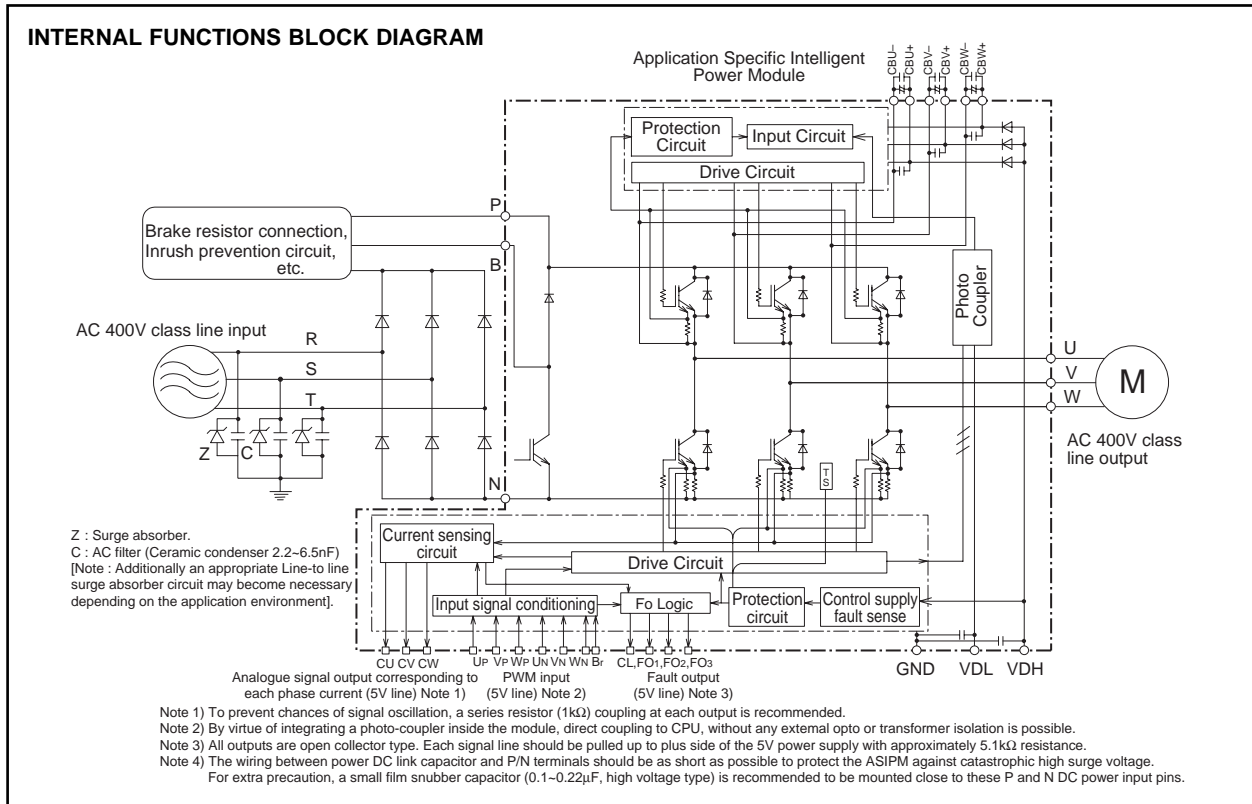 INTERNAL FUNCTIONS BLOCK DIAGRAM
Application Specific Intelligent
Power Module
CBU–
CBU+
CBV–
CBV+
CBW–
CBW+
Protection
Circuit
Input Circuit
Drive Circuit
P
Brake resistor connection,
Inrush prevention circuit,
etc.
B
Photo
Coupler
AC 400V class line input
R
S
T
U
V
W
M
Z
C
AC 400V class
line output
T S
N
Z : Surge absorber.
C : AC filter (Ceramic condenser 2.2~6.5nF)
[Note : Additionally an appropriate Line-to line
surge absorber circuit may become necessary
depending on the application environment].
Current sensing
circuit
Drive Circuit
Input signal conditioning
Fo Logic
Protection
circuit
Control supply
fault sense
CU CV CW
UP VP WP UN VN WN Br
CL,FO1,FO2,FO3
GND VDL VDH
Analogue signal output corresponding to
each phase current (5V line) Note 1)
PWM input
(5V line) Note 2)
Fault output
(5V line) Note 3)
Note 1) To prevent chances of signal oscillation, a series resistor (1kΩ) coupling at each output is recommended.
Note 2) By virtue of integrating a photo-coupler inside the module, direct coupling to CPU, without any external opto or transformer isolation is possible.
Note 3) All outputs are open collector type. Each signal line should be pulled up to plus side of the 5V power supply with approximately 5.1kΩ resistance.
Note 4) The wiring between power DC link capacitor and P/N terminals should be as short as possible to protect the ASIPM against catastrophic high surge voltage.
For extra precaution, a small film snubber capacitor (0.1~0.22µF, high voltage type) is recommended to be mounted close to these P and N DC power input pins.